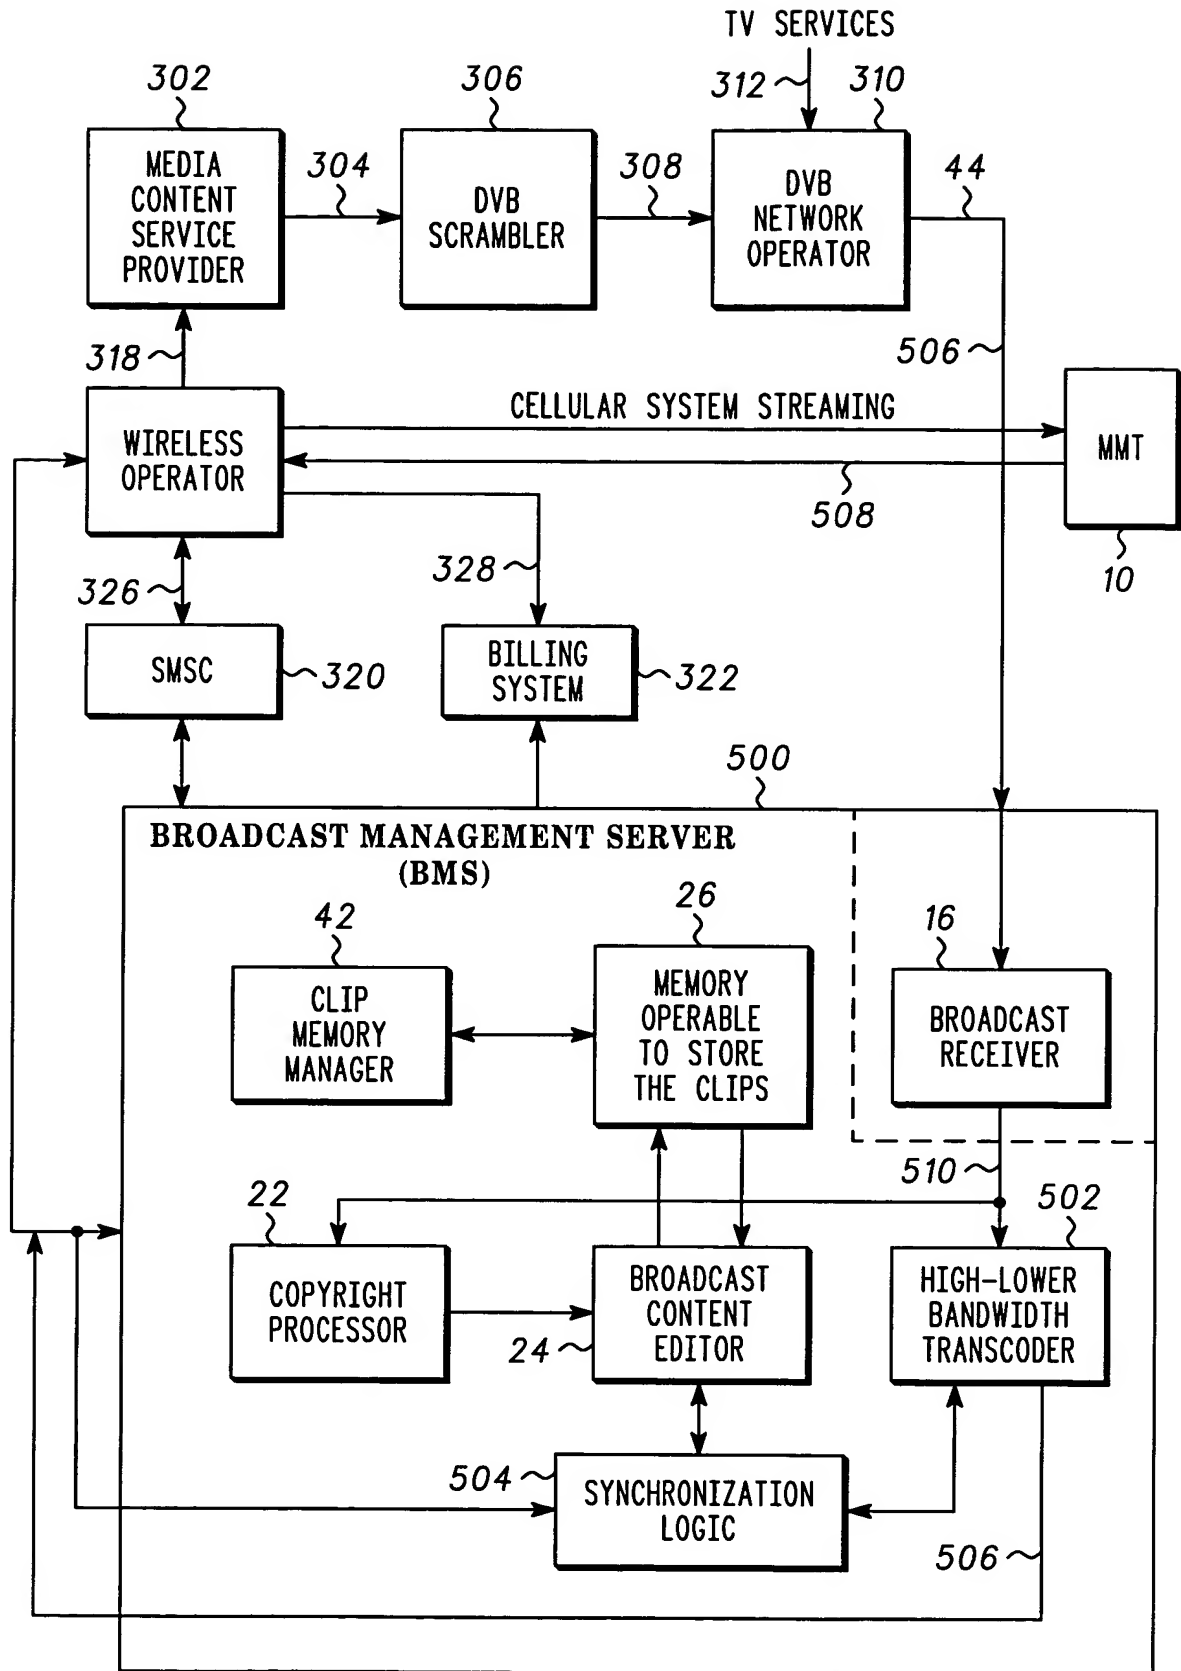 TV SERVICES
302
306
312
310
MEDIA
CONTENT
SERVICE
PROVIDER
304
DVB
SCRAMBLER
308
DVB
NETWORK
OPERATOR
44
318
506
CELLULAR SYSTEM STREAMING
WIRELESS
OPERATOR
MMT
508
10
326
328
SMSC
320
BILLING
SYSTEM
322
500
BROADCAST MANAGEMENT SERVER
(BMS)
42
26
16
CLIP
MEMORY
MANAGER
MEMORY
OPERABLE
TO STORE
THE CLIPS
BROADCAST
RECEIVER
510
22
502
COPYRIGHT
PROCESSOR
24
BROADCAST
CONTENT
EDITOR
HIGH-LOWER
BANDWIDTH
TRANSCODER
504
SYNCHRONIZATION
LOGIC
506